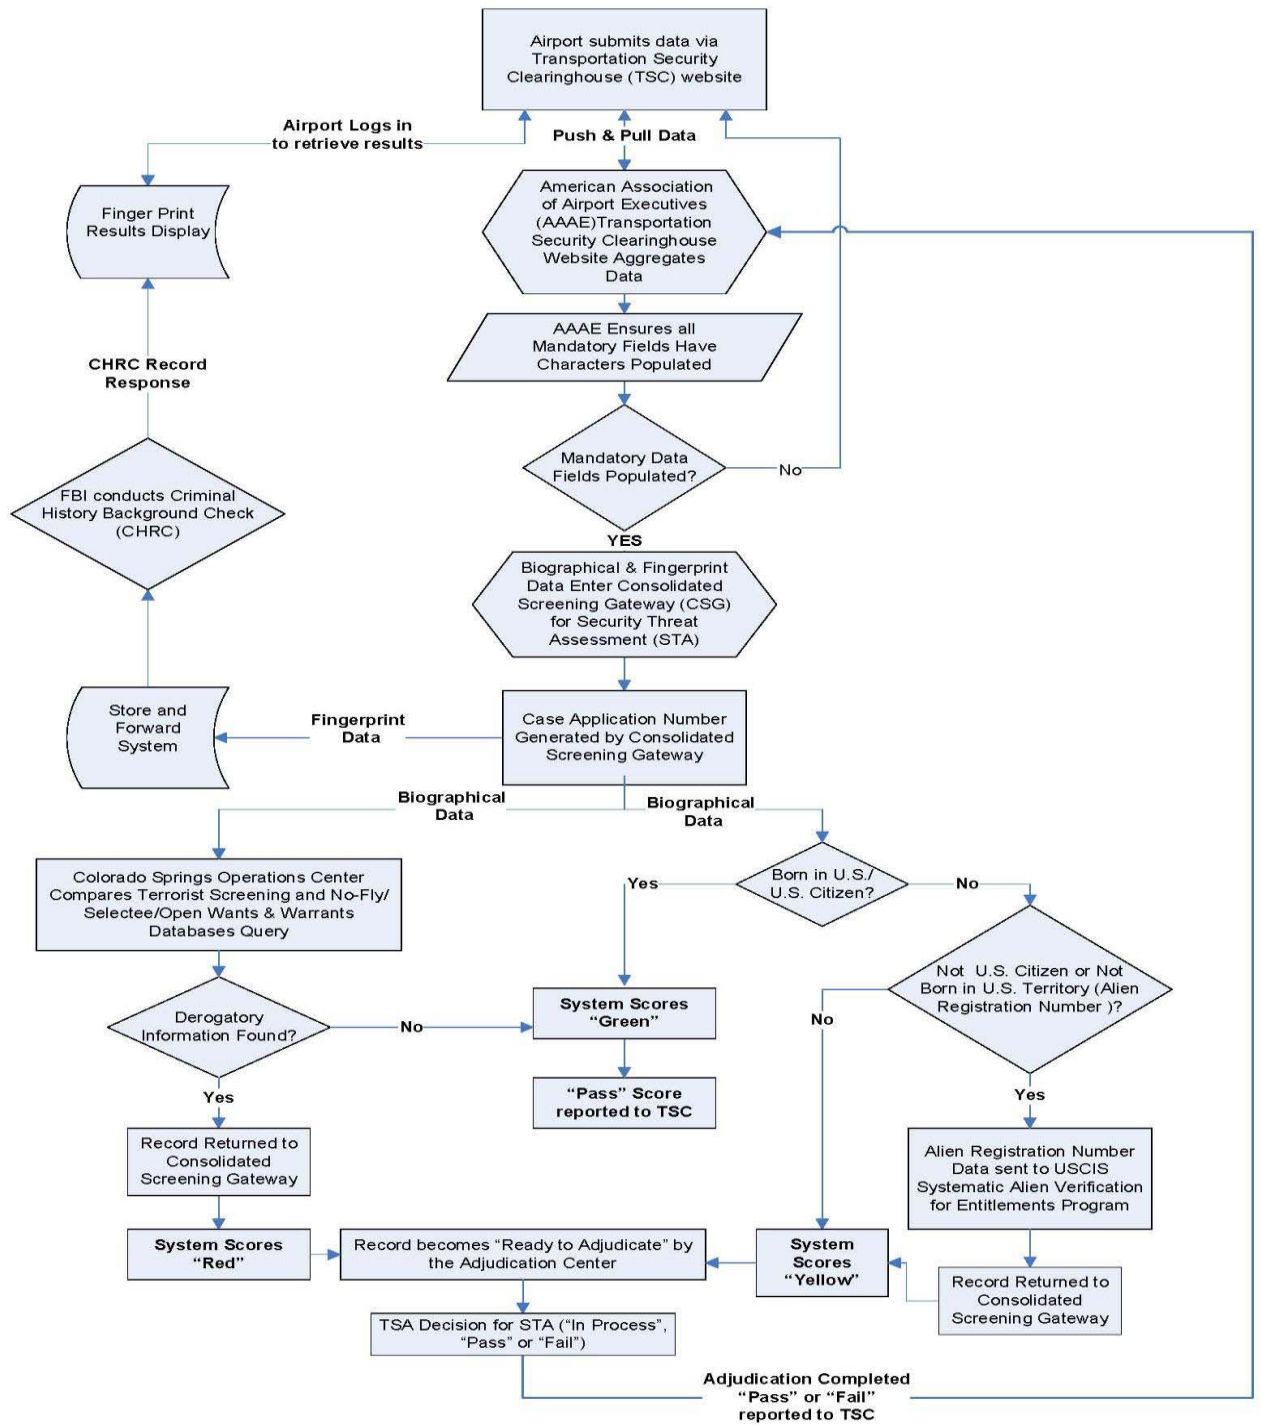 Airport submits data via
Transportation Security
Clearinghouse (TSC) website
Airport Logs in
to retrieve results
Push & Pull Data
American Association
of Airport Executives
(AAAE)Transportation
Security Clearinghouse
Website Aggregates
Data
Finger Print
Results Display
AAAE Ensures all
Mandatory Fields Have
Characters Populated
CHRC Record
Response
Mandatory Data
Fields Populated?
No
FBI conducts Criminal
History Background Check
(CHRC)
YES
Biographical & Fingerprint
Data Enter Consolidated
Screening Gateway (CSG)
for Security Threat
Assessment (STA)
Store and
Forward
System
Fingerprint
Data
Case Application Number
Generated by Consolidated
Screening Gateway
Biographical
Data
Biographical
Data
Colorado Springs Operations Center
Compares Terrorist Screening and No-Fly/
Selectee/Open Wants & Warrants
Databases Query
Yes
Born in U.S./
U.S. Citizen?
No
Not U.S. Citizen or Not
Born in U.S. Territory (Alien
Registration Number )?
Derogatory
Information Found?
No
System Scores
“Green”
No
Yes
“Pass” Score
reported to TSC
Yes
Record Returned to
Consolidated
Screening Gateway
Alien Registration Number
Data sent to USCIS
Systematic Alien Verification
for Entitlements Program
System Scores
“Red”
Record becomes “Ready to Adjudicate” by
the Adjudication Center
System
Scores
“Yellow”
Record Returned to
Consolidated
Screening Gateway
TSA Decision for STA (“In Process”,
“Pass” or “Fail”)
Adjudication Completed
“Pass” or “Fail”
reported to TSC